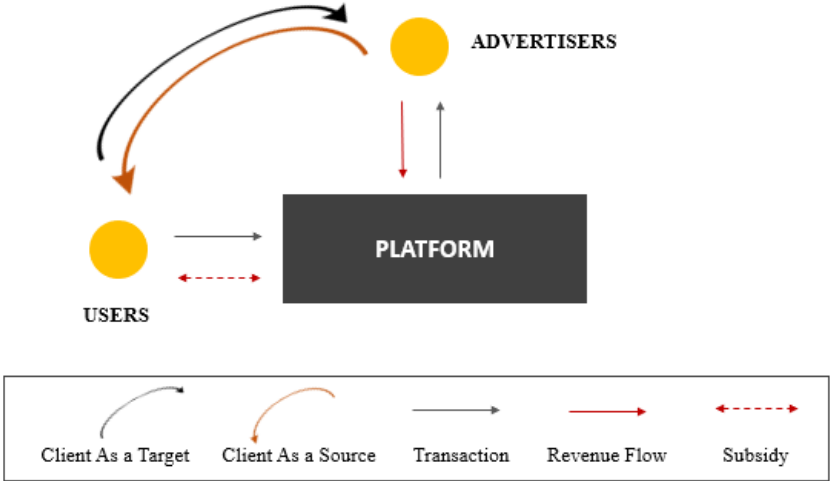 ADVERTISERS
PLATFORM
USERS
Client As a Target
Client As a Source
Transaction
Revenue Flow
Subsidy